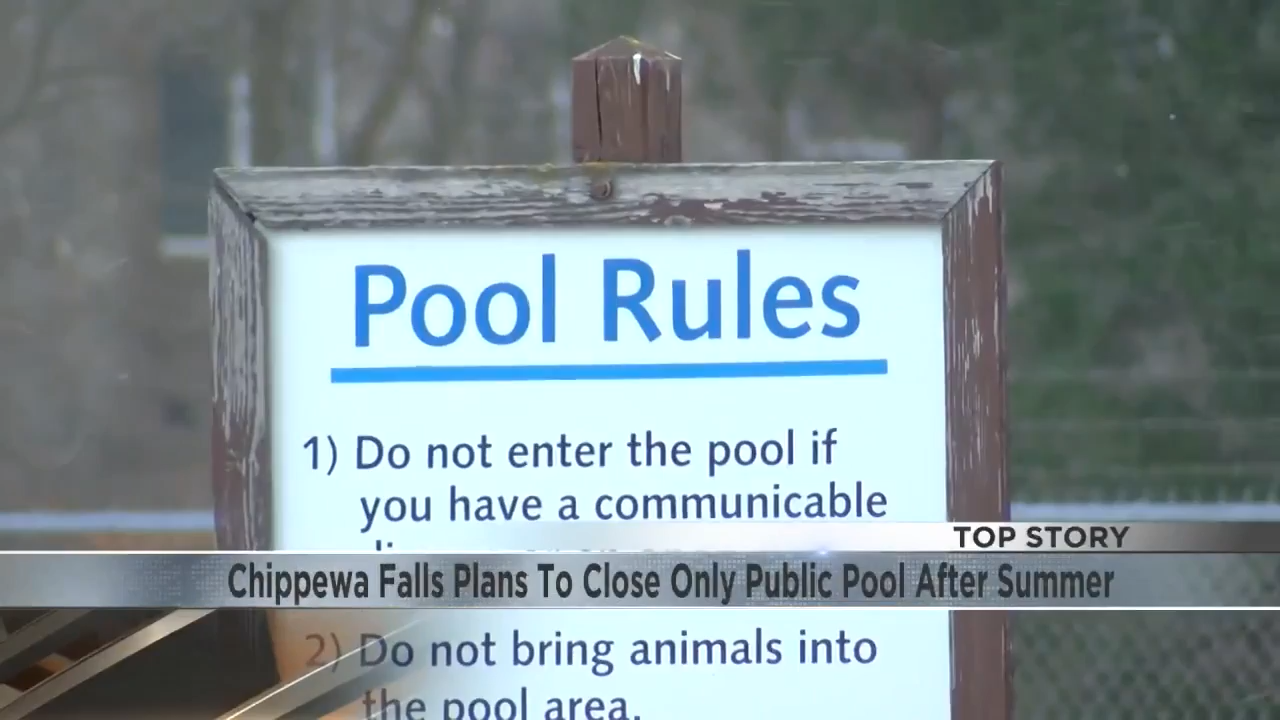 Pool Rules
1) Do not enter the pool if
you have a communicable
TOP STORY
Chippewa Falls Plans To Close Only Public Pool After Summer
2) Do not bring animals into
the pool area.